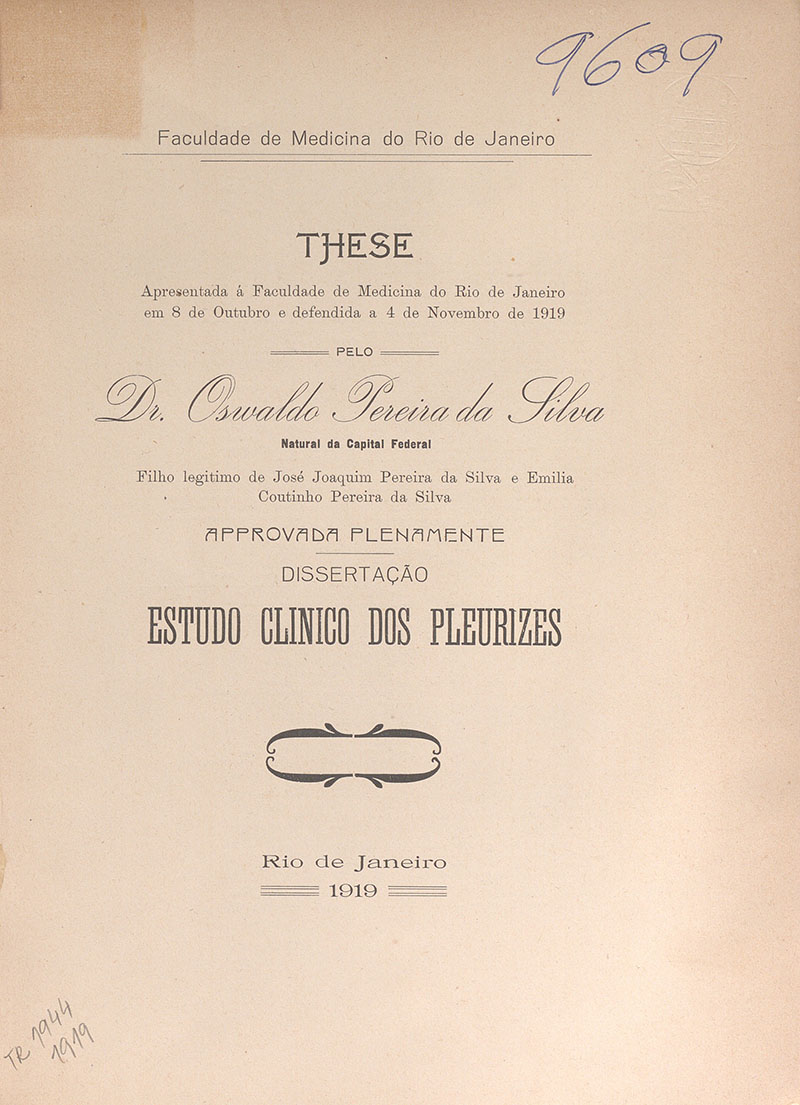 9609
Faculdade de Medicina do Rio de Janeiro
THESE
Apresentada á Faculdade de Medicina do Rio de Janeiro
em 8 de Outubro e defendida a 4 de Novembro de 1919
PELO
Dr. Oswaldo Pereira da Silva
Natural da Capital Federal
Filho legitimo de José Joaquim Pereira da Silva e Emilia
Coutinho Pereira da Silva
APPROVADA PLENAMENTE
DISSERTAÇÃO
ESTUDO CLINICO DOS PLEURIZES
Rio de Janeiro
1919
TR 1944
1919